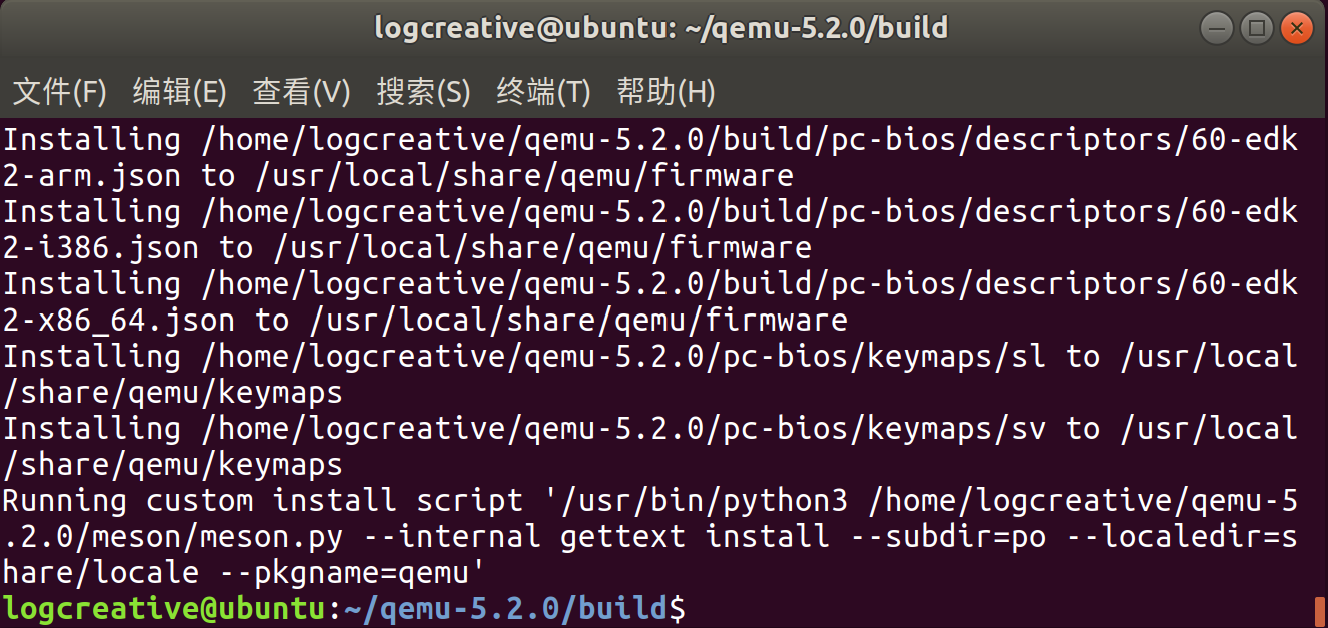 logcreative@ubuntu: ~/qemu-5.2.0/build
文件(F) 编辑(E) 查看(V) 搜索(S) 终端(T) 帮助(H)
Installing /home/logcreative/qemu-5.2.0/build/pc-bios/descriptors/60-edk
2-arm.json to /usr/local/share/qemu/firmware
Installing /home/logcreative/qemu-5.2.0/build/pc-bios/descriptors/60-edk
2-i386.json to /usr/local/share/qemu/firmware
Installing /home/logcreative/qemu-5.2.0/build/pc-bios/descriptors/60-edk
2-x86_64.json to /usr/local/share/qemu/firmware
Installing /home/logcreative/qemu-5.2.0/pc-bios/keymaps/sl to /usr/local
/share/qemu/keymaps
Installing /home/logcreative/qemu-5.2.0/pc-bios/keymaps/sv to /usr/local
/share/qemu/keymaps
Running custom install script '/usr/bin/python3 /home/logcreative/qemu-5
.2.0/meson/meson.py --internal gettext install --subdir=po --localedir=s
hare/locale --pkgname=qemu'
logcreative@ubuntu:~/qemu-5.2.0/build$